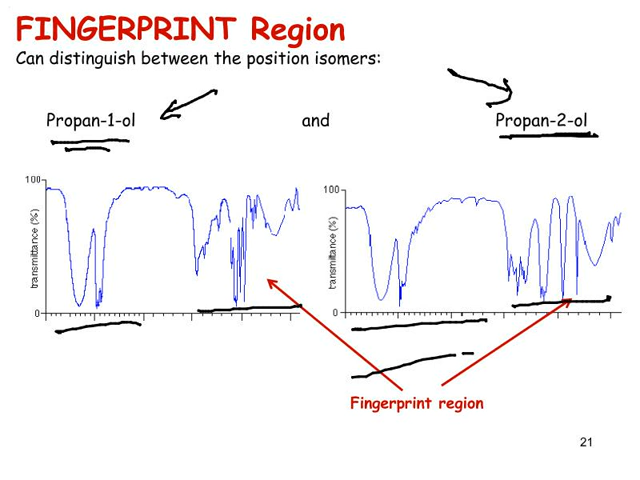 FINGERPRINT Region
Can distinguish between the position isomers:
Propan-1-ol and Propan-2-ol
100
transmittance (%)
0
100
transmittance (%)
0
Fingerprint region
21